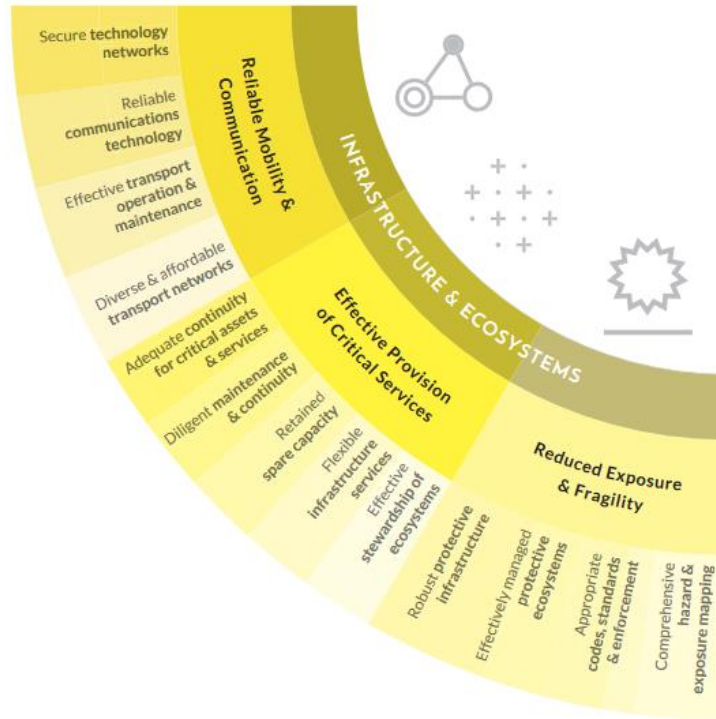 INFRASTRUCTURE & ECOSYSTEMS
Reliable Mobility &
Communication
Secure technology
networks
Reliable
communications
technology
Effective transport
operation &
maintenance
Diverse & affordable
transport networks
Effective Provision
of Critical Services
Adequate continuity
for critical assets
& services
Diligent maintenance
& continuity
Retained
spare capacity
Flexible
infrastructure
services
Effective
stewardship of
ecosystems
Reduced Exposure
& Fragility
Robust protective
infrastructure
Effectively managed
protective
ecosystems
Appropriate
codes, standards
& enforcement
Comprehensive
hazard &
exposure mapping